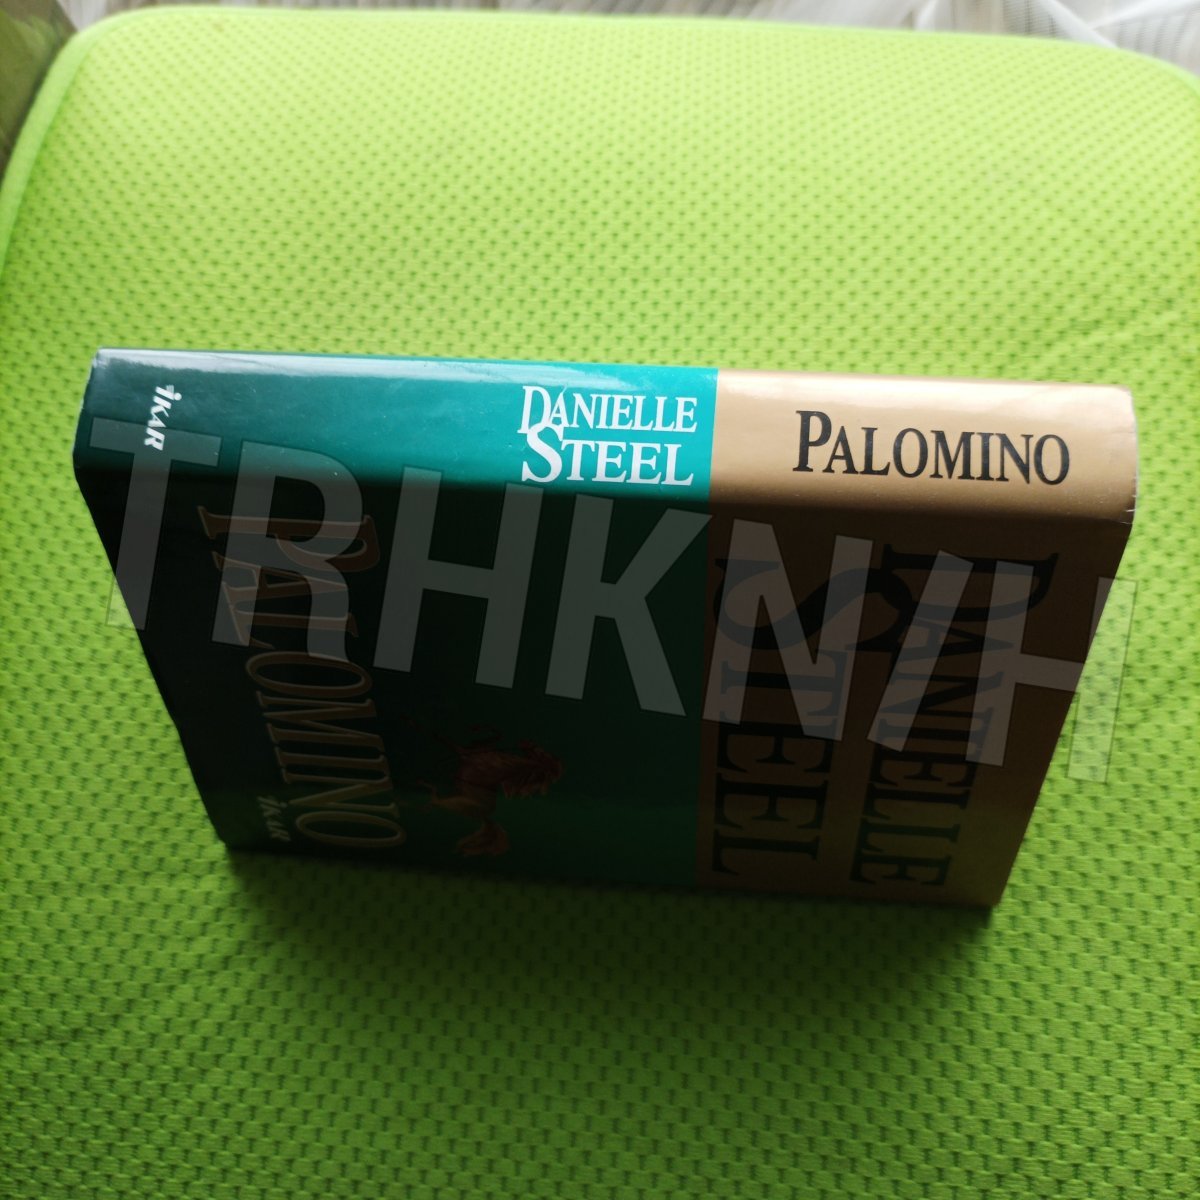 iKAR
DANIELLE
STEEL
PALOMINO
DANIELLE
STEEL
PALOMINO
iKAR
TRHKNIH